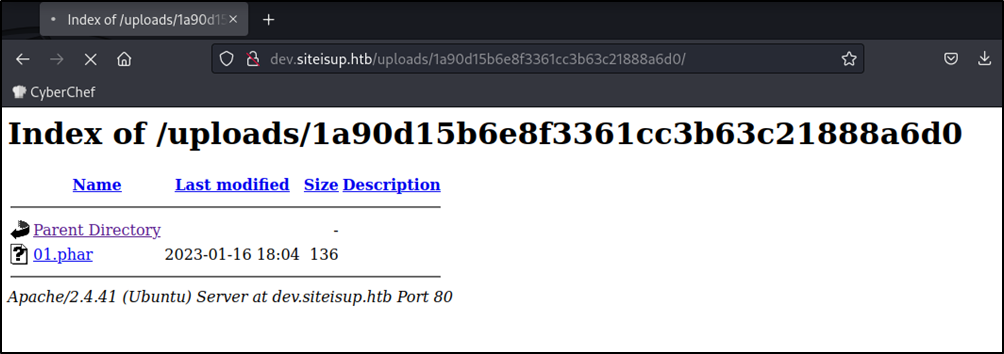 Index of /uploads/1a90d15
dev.siteisup.htb/uploads/1a90d15b6e8f3361cc3b63c21888a6d0/
CyberChef
Index of /uploads/1a90d15b6e8f3361cc3b63c21888a6d0
Name Last modified Size Description
Parent Directory -
01.phar 2023-01-16 18:04 136
Apache/2.4.41 (Ubuntu) Server at dev.siteisup.htb Port 80